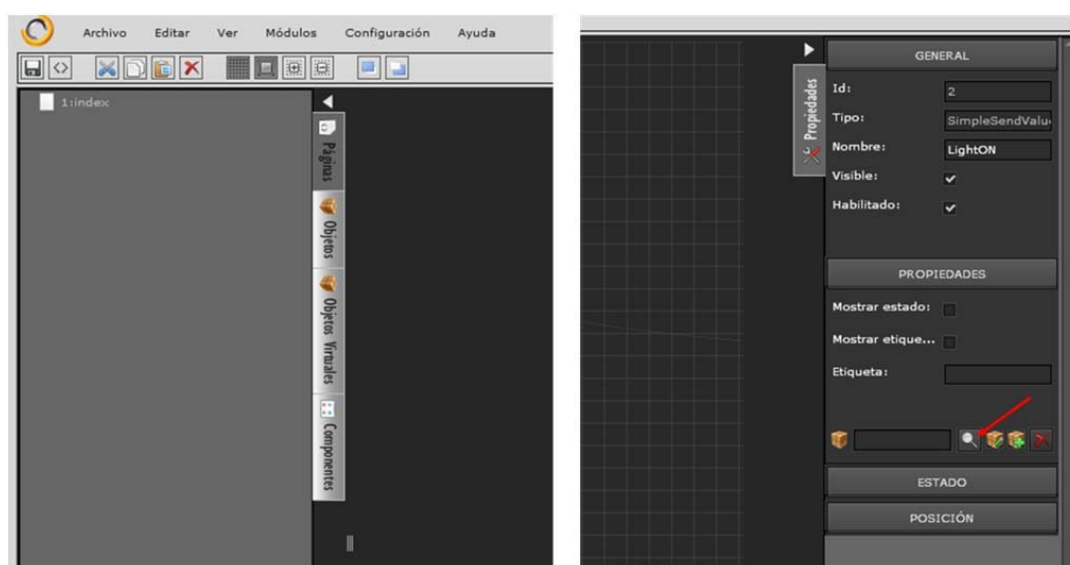 Archivo Editar Ver Módulos Configuración Ayuda
1:index
Páginas
Objetos
Objetos Virtuales
Componentes
Propiedades
GENERAL
Id: 2
Tipo: SimpleSendValu
Nombre: LightON
Visible:
Habilitado:
PROPIEDADES
Mostrar estado:
Mostrar etique...
Etiqueta:
ESTADO
POSICIÓN